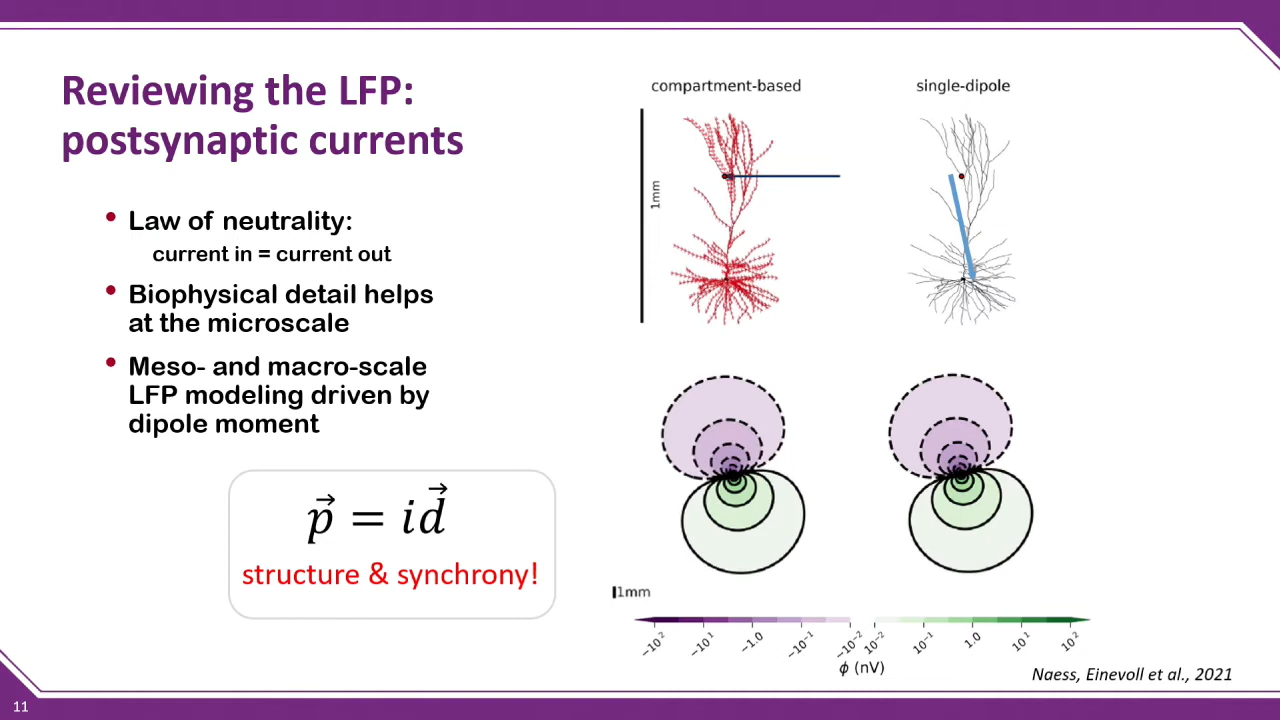 Reviewing the LFP:
postsynaptic currents
• Law of neutrality:
current in = current out
• Biophysical detail helps
at the microscale
• Meso- and macro-scale
LFP modeling driven by
dipole moment
p⃗ = id⃗
structure & synchrony!
compartment-based single-dipole
1mm
1mm
−10² −10¹ −1.0 −10⁻¹ −10⁻² 10⁻² 10⁻¹ 1.0 10¹ 10²
ϕ (nV)
Naess, Einevoll et al., 2021
11